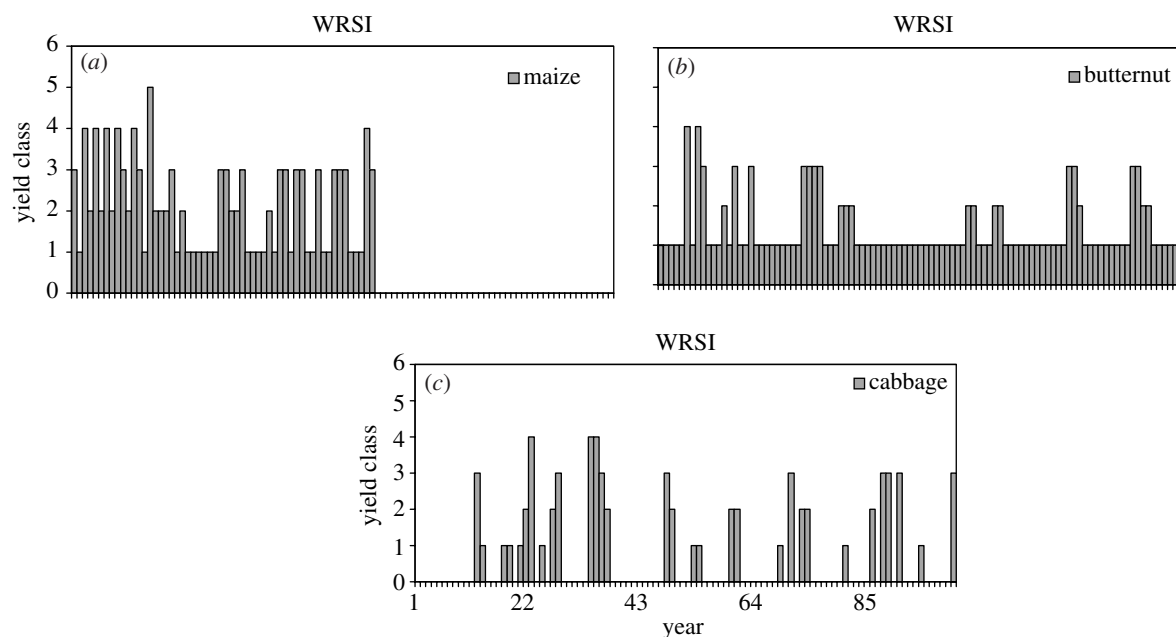 WRSI
6
5
4
3
2
1
0
yield class
(a)
maize
WRSI
(b)
butternut
WRSI
6
5
4
3
2
1
0
yield class
(c)
cabbage
1 22 43 64 85
year